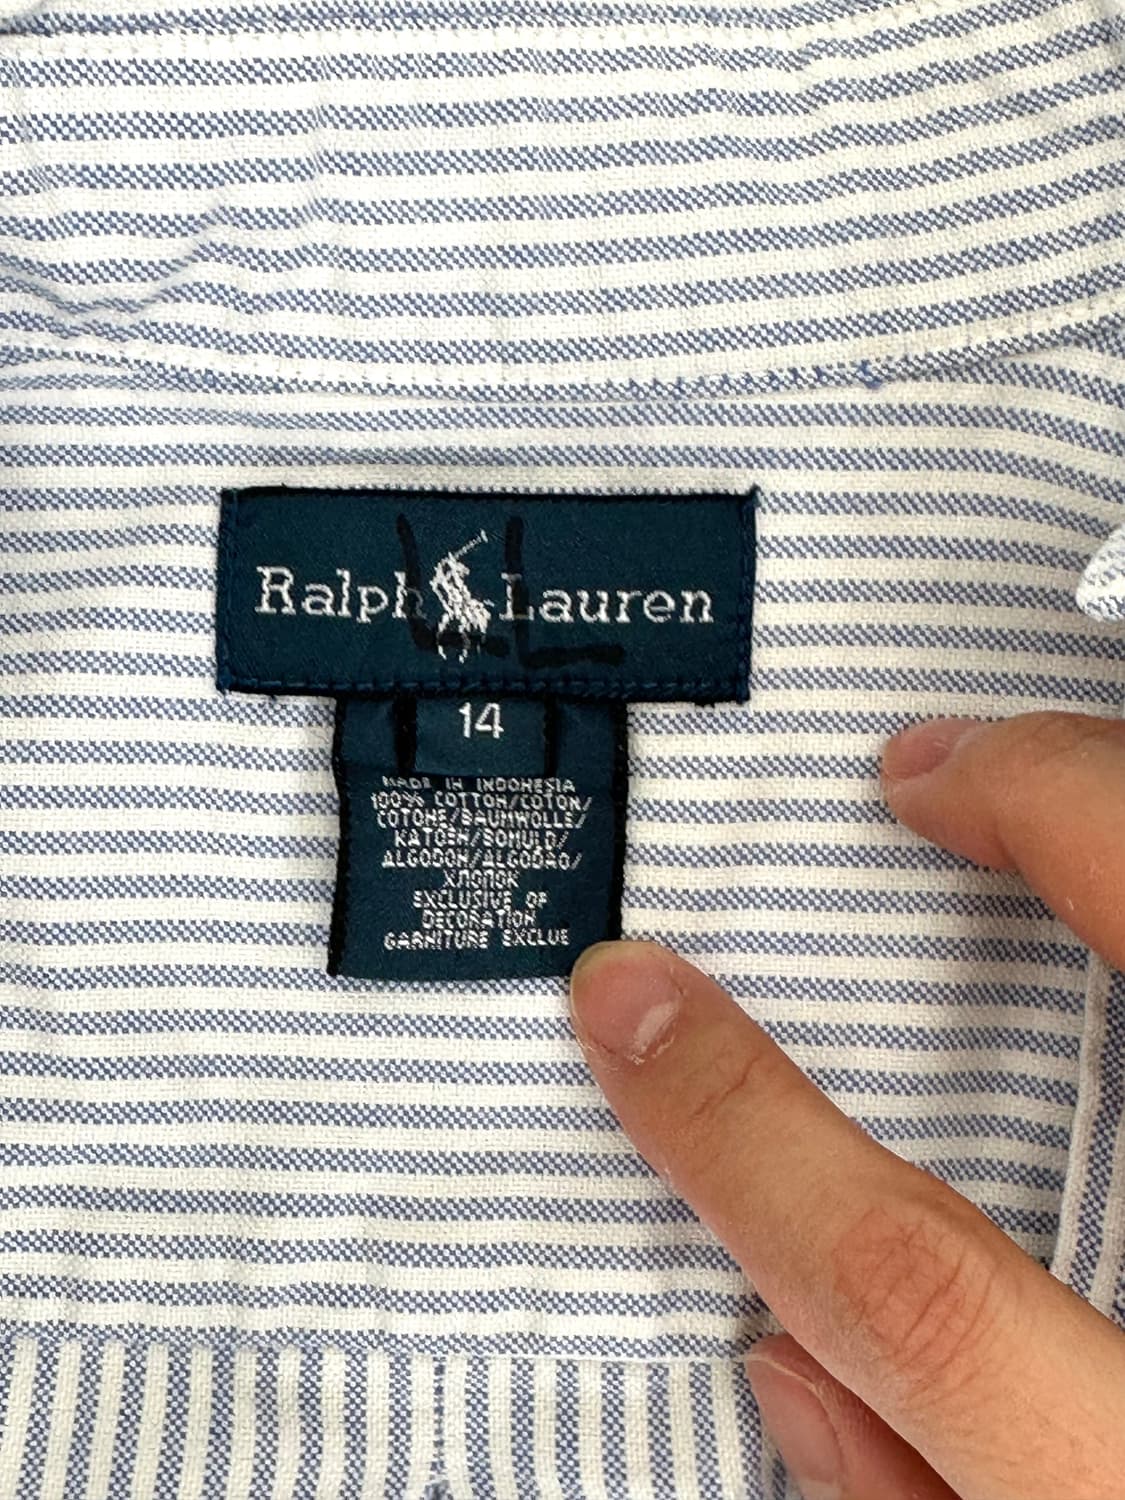 Ralph Lauren
LL
14
MADE IN INDONESIA
100% COTTON/COTON/
COTONE/BAUMWOLLE/
KATOEN/BOMULD/
ALGODON/ALGODÃO/
ХЛОПОК
EXCLUSIVE OF
DECORATION
GARNITURE EXCLUE